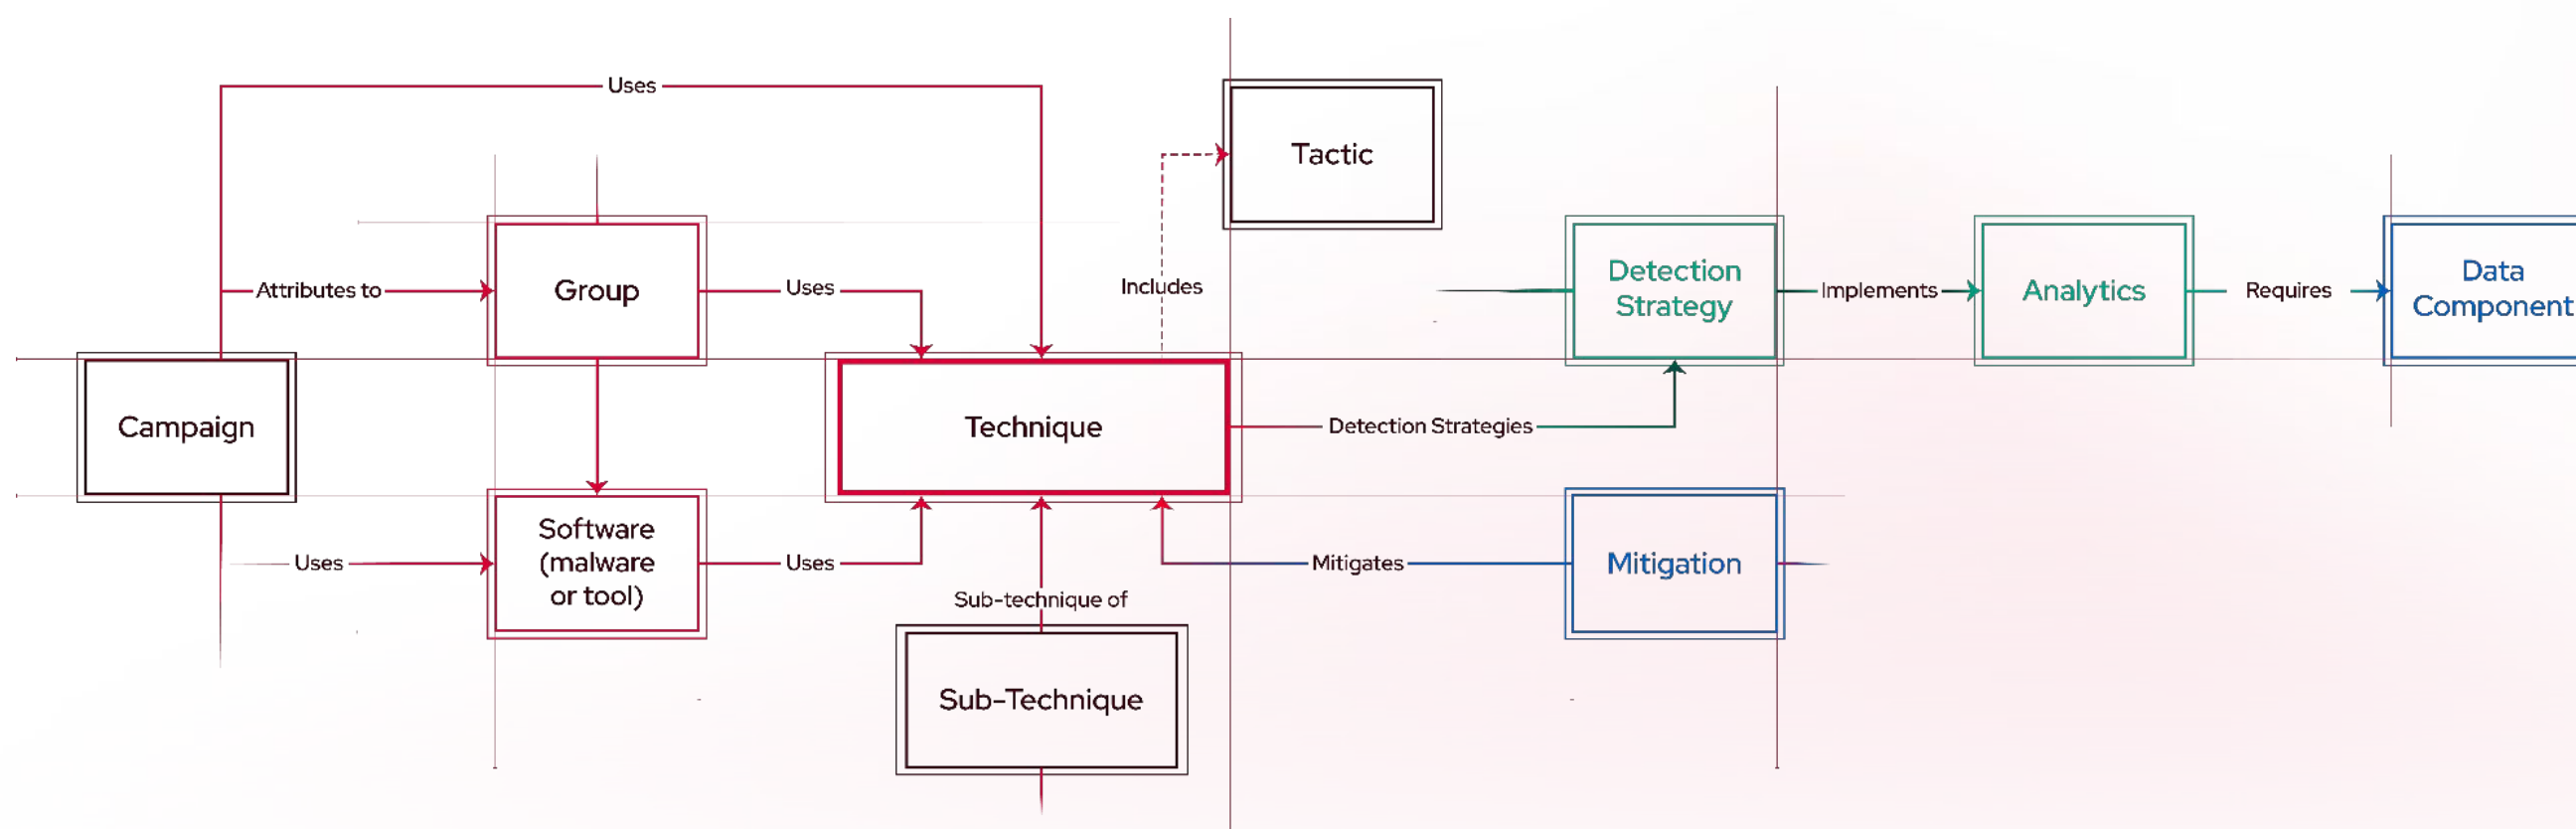 Uses
Tactic
Attributes to
Group
Uses
Includes
Detection
Strategy
Implements
Analytics
Requires
Data
Component
Campaign
Technique
Detection Strategies
Uses
Software
(malware
or tool)
Uses
Mitigates
Mitigation
Sub-technique of
Sub-Technique